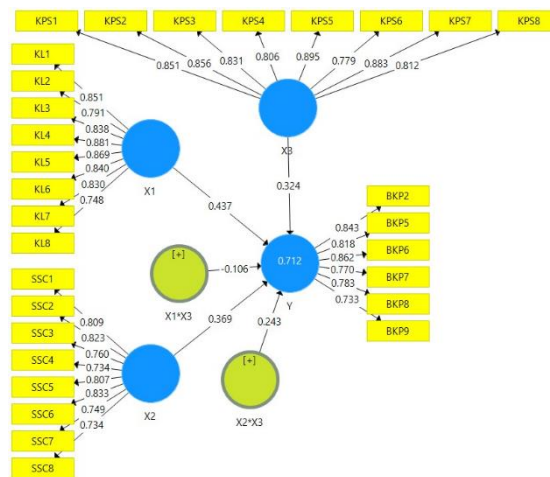 KPS1 KPS2 KPS3 KPS4 KPS5 KPS6 KPS7 KPS8
0.851 0.856 0.831 0.806 0.895 0.779 0.883 0.812
X3
KL1
KL2
KL3
KL4
KL5
KL6
KL7
KL8
0.851
0.791
0.838
0.881
0.869
0.840
0.830
0.748
X1
0.437
0.324
[+]
-0.106
X1*X3
0.712
Y
0.843
0.818
0.862
0.770
0.783
0.733
BKP2
BKP5
BKP6
BKP7
BKP8
BKP9
SSC1
SSC2
SSC3
SSC4
SSC5
SSC6
SSC7
SSC8
0.809
0.823
0.760
0.734
0.807
0.833
0.749
0.734
X2
0.369
0.243
[+]
X2*X3